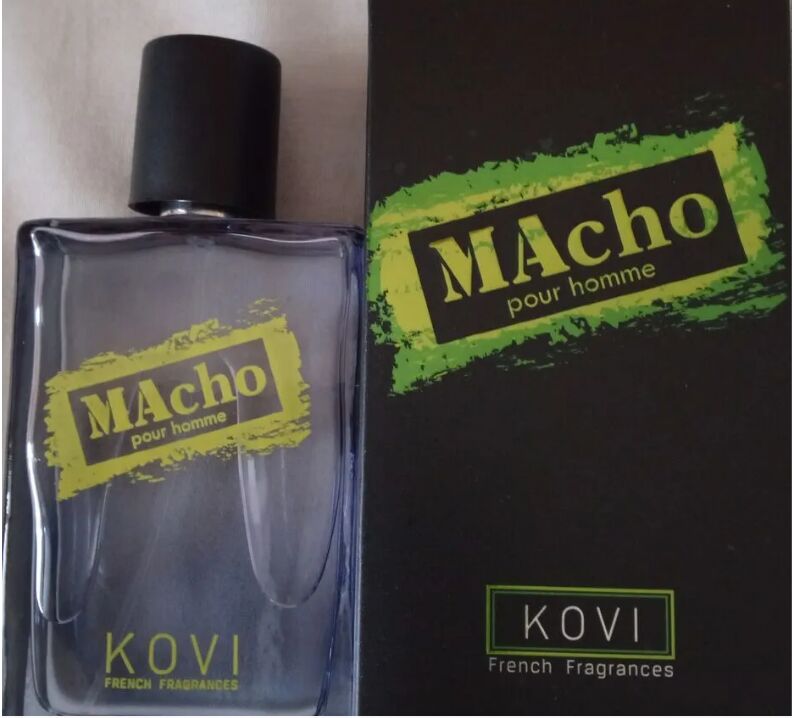 MAcho
pour homme
KOVI
FRENCH FRAGRANCES
MAcho
pour homme
KOVI
French Fragrances